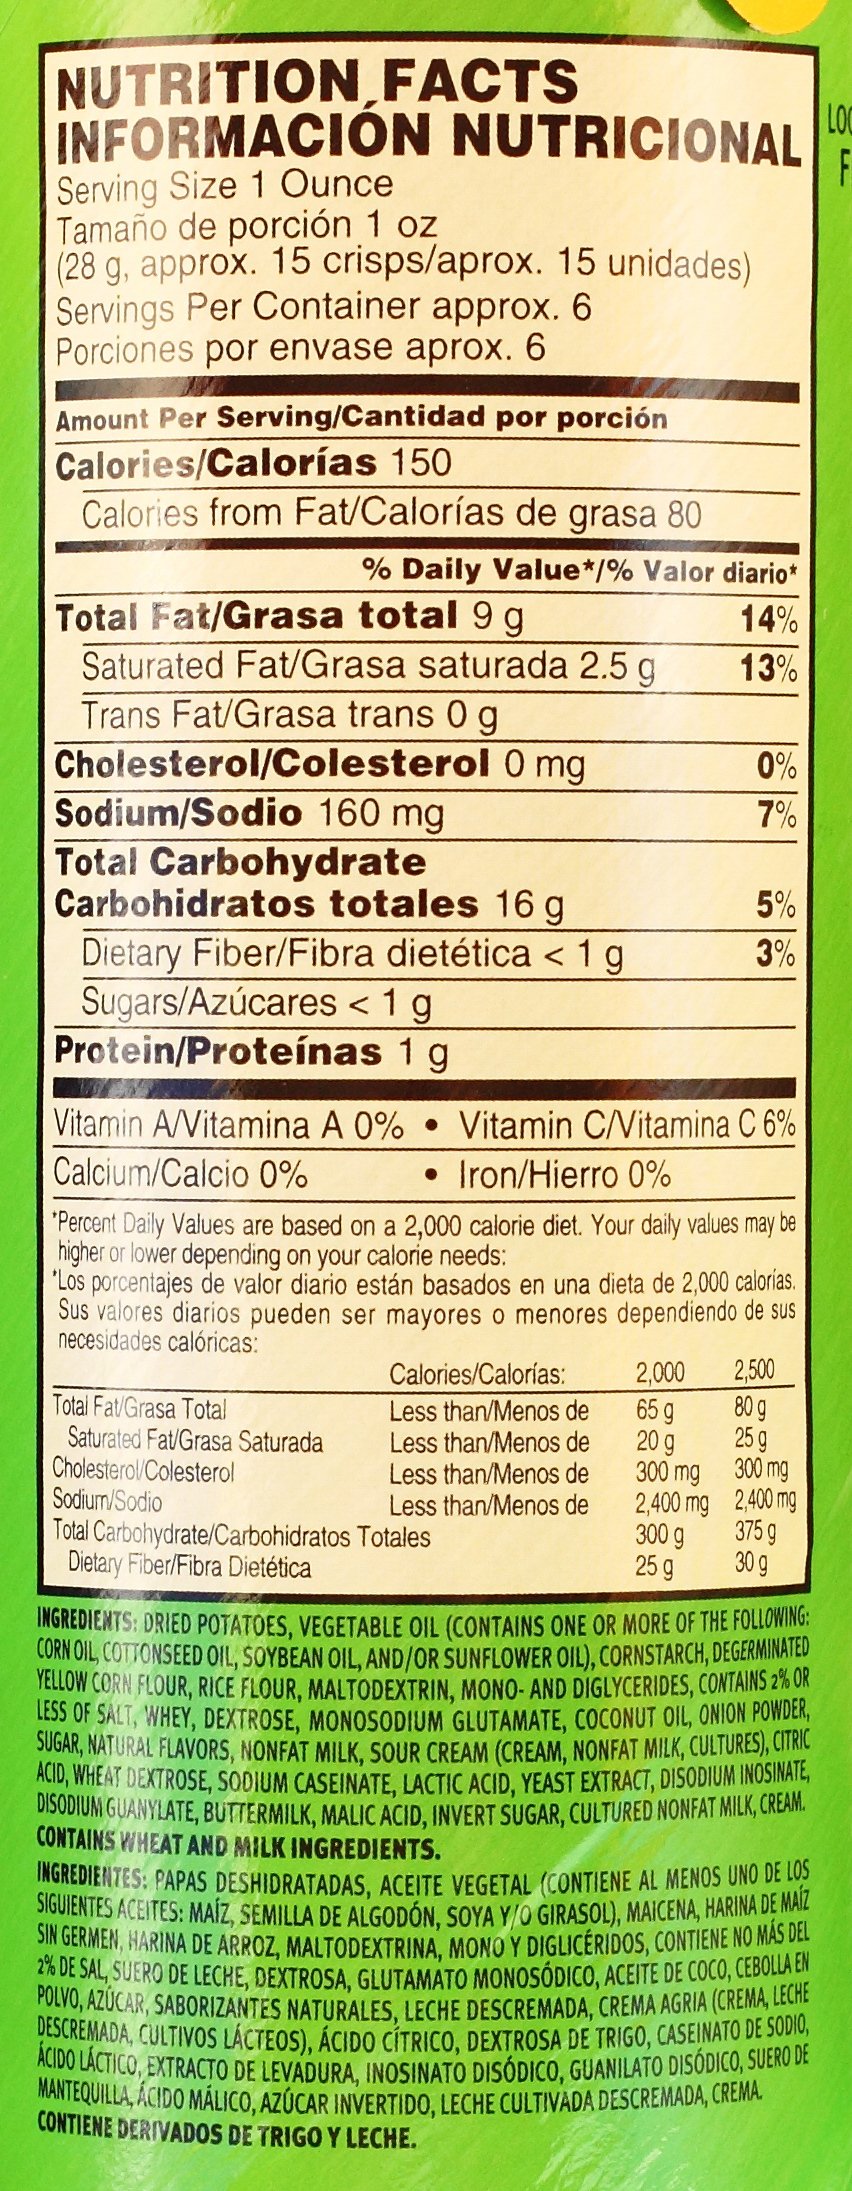 LOO
F
NUTRITION FACTS
INFORMACIÓN NUTRICIONAL
Serving Size 1 Ounce
Tamaño de porción 1 oz
(28 g, approx. 15 crisps/aprox. 15 unidades)
Servings Per Container approx. 6
Porciones por envase aprox. 6
Amount Per Serving/Cantidad por porción
Calories/Calorías 150
Calories from Fat/Calorías de grasa 80
% Daily Value*/% Valor diario*
Total Fat/Grasa total 9 g 14%
Saturated Fat/Grasa saturada 2.5 g 13%
Trans Fat/Grasa trans 0 g
Cholesterol/Colesterol 0 mg 0%
Sodium/Sodio 160 mg 7%
Total Carbohydrate
Carbohidratos totales 16 g 5%
Dietary Fiber/Fibra dietética < 1 g 3%
Sugars/Azúcares < 1 g
Protein/Proteínas 1 g
Vitamin A/Vitamina A 0% • Vitamin C/Vitamina C 6%
Calcium/Calcio 0% • Iron/Hierro 0%
*Percent Daily Values are based on a 2,000 calorie diet. Your daily values may be
higher or lower depending on your calorie needs:
*Los porcentajes de valor diario están basados en una dieta de 2,000 calorías.
Sus valores diarios pueden ser mayores o menores dependiendo de sus
necesidades calóricas:
Calories/Calorías: 2,000 2,500
Total Fat/Grasa Total Less than/Menos de 65 g 80 g
Saturated Fat/Grasa Saturada Less than/Menos de 20 g 25 g
Cholesterol/Colesterol Less than/Menos de 300 mg 300 mg
Sodium/Sodio Less than/Menos de 2,400 mg 2,400 mg
Total Carbohydrate/Carbohidratos Totales 300 g 375 g
Dietary Fiber/Fibra Dietética 25 g 30 g
INGREDIENTS: DRIED POTATOES, VEGETABLE OIL (CONTAINS ONE OR MORE OF THE FOLLOWING:
CORN OIL, COTTONSEED OIL, SOYBEAN OIL, AND/OR SUNFLOWER OIL), CORNSTARCH, DEGERMINATED
YELLOW CORN FLOUR, RICE FLOUR, MALTODEXTRIN, MONO- AND DIGLYCERIDES, CONTAINS 2% OR
LESS OF SALT, WHEY, DEXTROSE, MONOSODIUM GLUTAMATE, COCONUT OIL, ONION POWDER,
SUGAR, NATURAL FLAVORS, NONFAT MILK, SOUR CREAM (CREAM, NONFAT MILK, CULTURES), CITRIC
ACID, WHEAT DEXTROSE, SODIUM CASEINATE, LACTIC ACID, YEAST EXTRACT, DISODIUM INOSINATE,
DISODIUM GUANYLATE, BUTTERMILK, MALIC ACID, INVERT SUGAR, CULTURED NONFAT MILK, CREAM.
CONTAINS WHEAT AND MILK INGREDIENTS.
INGREDIENTES: PAPAS DESHIDRATADAS, ACEITE VEGETAL (CONTIENE AL MENOS UNO DE LOS
SIGUIENTES ACEITES: MAÍZ, SEMILLA DE ALGODÓN, SOYA Y/O GIRASOL), MAICENA, HARINA DE MAÍZ
SIN GERMEN, HARINA DE ARROZ, MALTODEXTRINA, MONO Y DIGLICÉRIDOS, CONTIENE NO MÁS DEL
2% DE SAL, SUERO DE LECHE, DEXTROSA, GLUTAMATO MONOSÓDICO, ACEITE DE COCO, CEBOLLA EN
POLVO, AZÚCAR, SABORIZANTES NATURALES, LECHE DESCREMADA, CREMA AGRIA (CREMA, LECHE
DESCREMADA, CULTIVOS LÁCTEOS), ÁCIDO CÍTRICO, DEXTROSA DE TRIGO, CASEINATO DE SODIO,
ÁCIDO LÁCTICO, EXTRACTO DE LEVADURA, INOSINATO DISÓDICO, GUANILATO DISÓDICO, SUERO DE
MANTEQUILLA, ÁCIDO MÁLICO, AZÚCAR INVERTIDO, LECHE CULTIVADA DESCREMADA, CREMA.
CONTIENE DERIVADOS DE TRIGO Y LECHE.